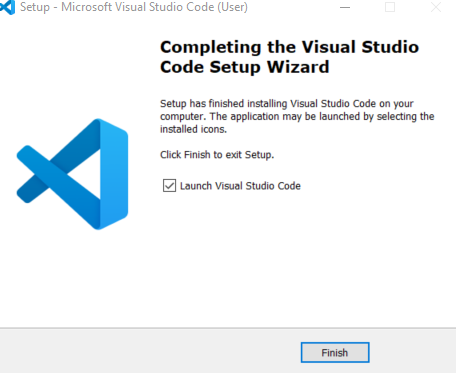 Setup - Microsoft Visual Studio Code (User)
Completing the Visual Studio
Code Setup Wizard
Setup has finished installing Visual Studio Code on your
computer. The application may be launched by selecting the
installed icons.
Click Finish to exit Setup.
Launch Visual Studio Code
Finish